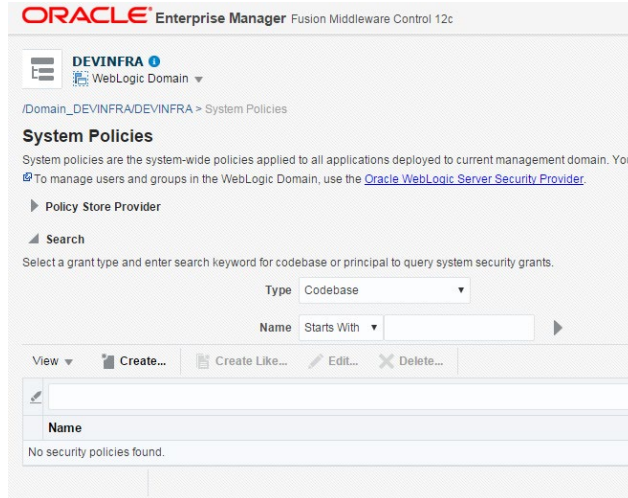 ORACLE® Enterprise Manager Fusion Middleware Control 12c
DEVINFRA
WebLogic Domain
/Domain_DEVINFRA/DEVINFRA > System Policies
System Policies
System policies are the system-wide policies applied to all applications deployed to current management domain.
To manage users and groups in the WebLogic Domain, use the Oracle WebLogic Server Security Provider.
Policy Store Provider
Search
Select a grant type and enter search keyword for codebase or principal to query system security grants.
Type Codebase
Name Starts With
View Create... Create Like... Edit... Delete...
Name
No security policies found.